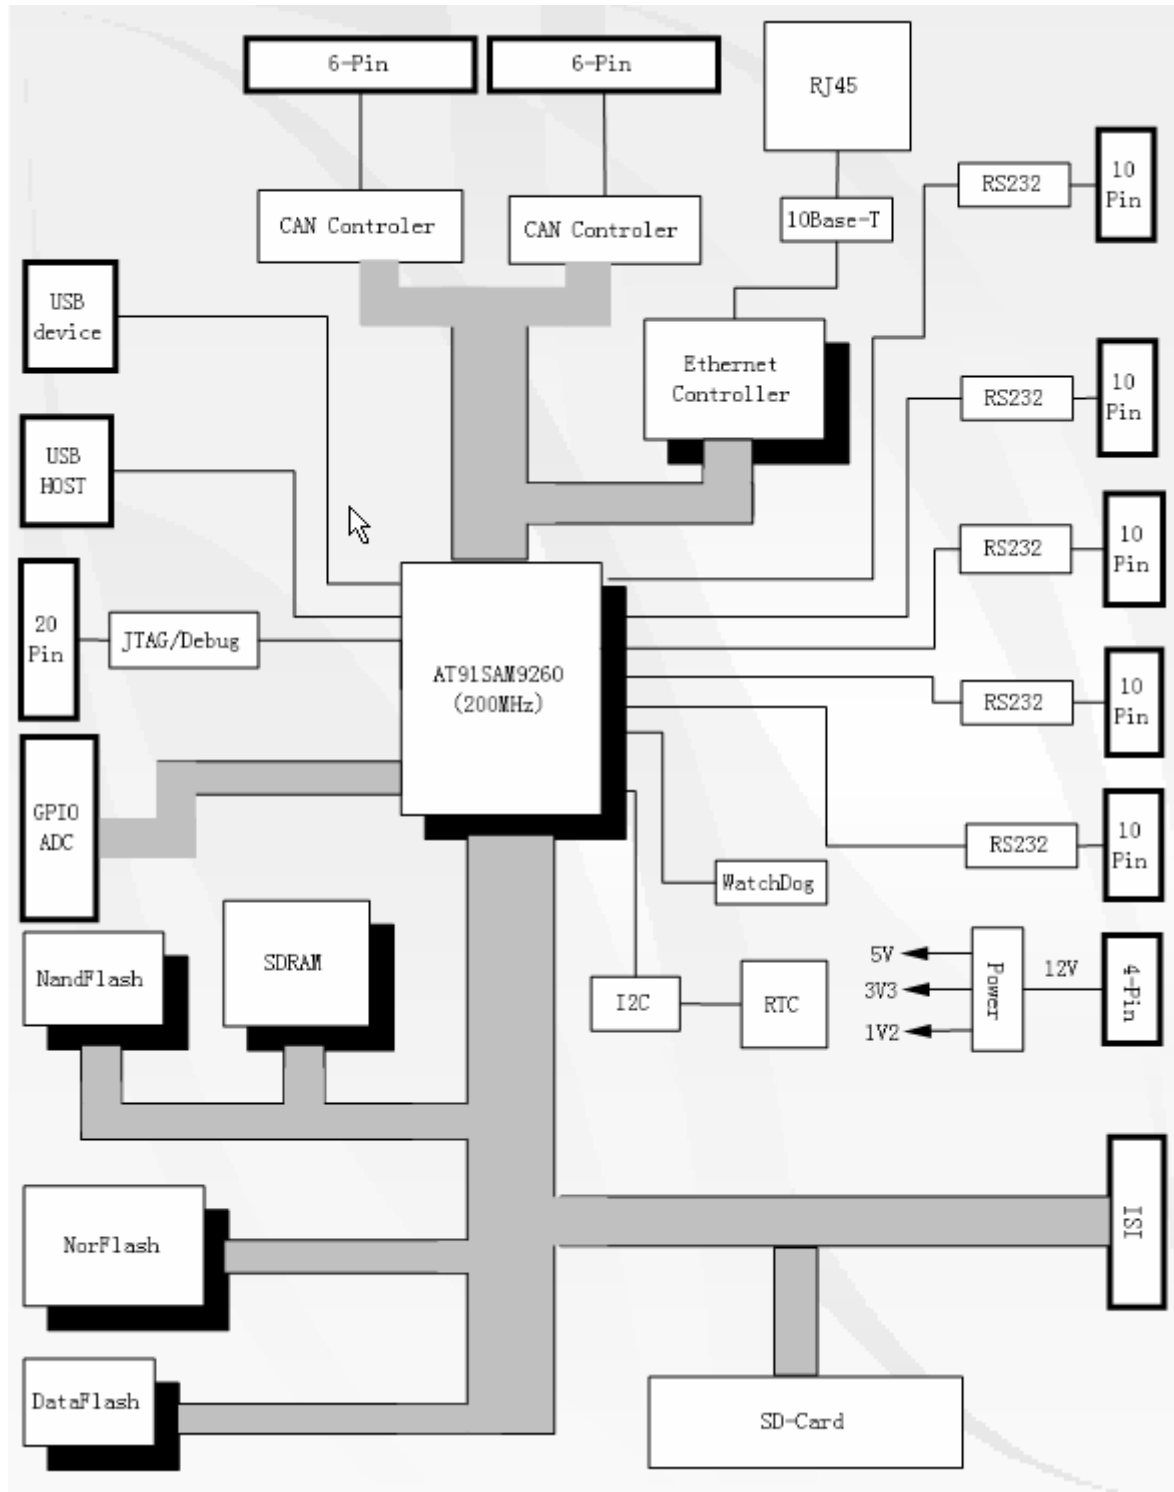 6-Pin
6-Pin
RJ45
CAN Controler
CAN Controler
10Base-T
RS232
10
Pin
USB
device
Ethernet
Controller
RS232
10
Pin
USB
HOST
RS232
10
Pin
20
Pin
JTAG/Debug
AT91SAM9260
(200MHz)
RS232
10
Pin
GPIO
ADC
RS232
10
Pin
WatchDog
NandFlash
SDRAM
I2C
RTC
5V
3V3
1V2
Power
12V
4-Pin
NorFlash
ISI
DataFlash
SD-Card